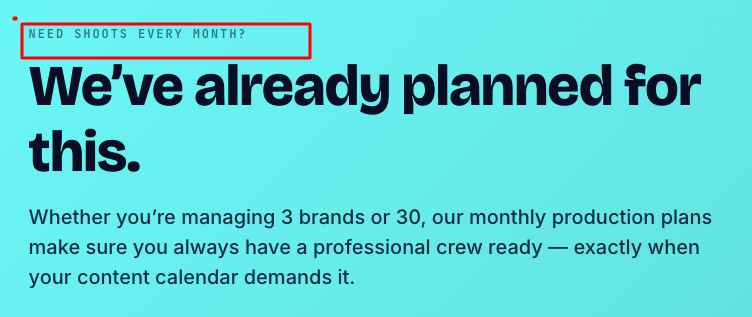 NEED SHOOTS EVERY MONTH?
We’ve already planned for
this.
Whether you’re managing 3 brands or 30, our monthly production plans
make sure you always have a professional crew ready — exactly when
your content calendar demands it.